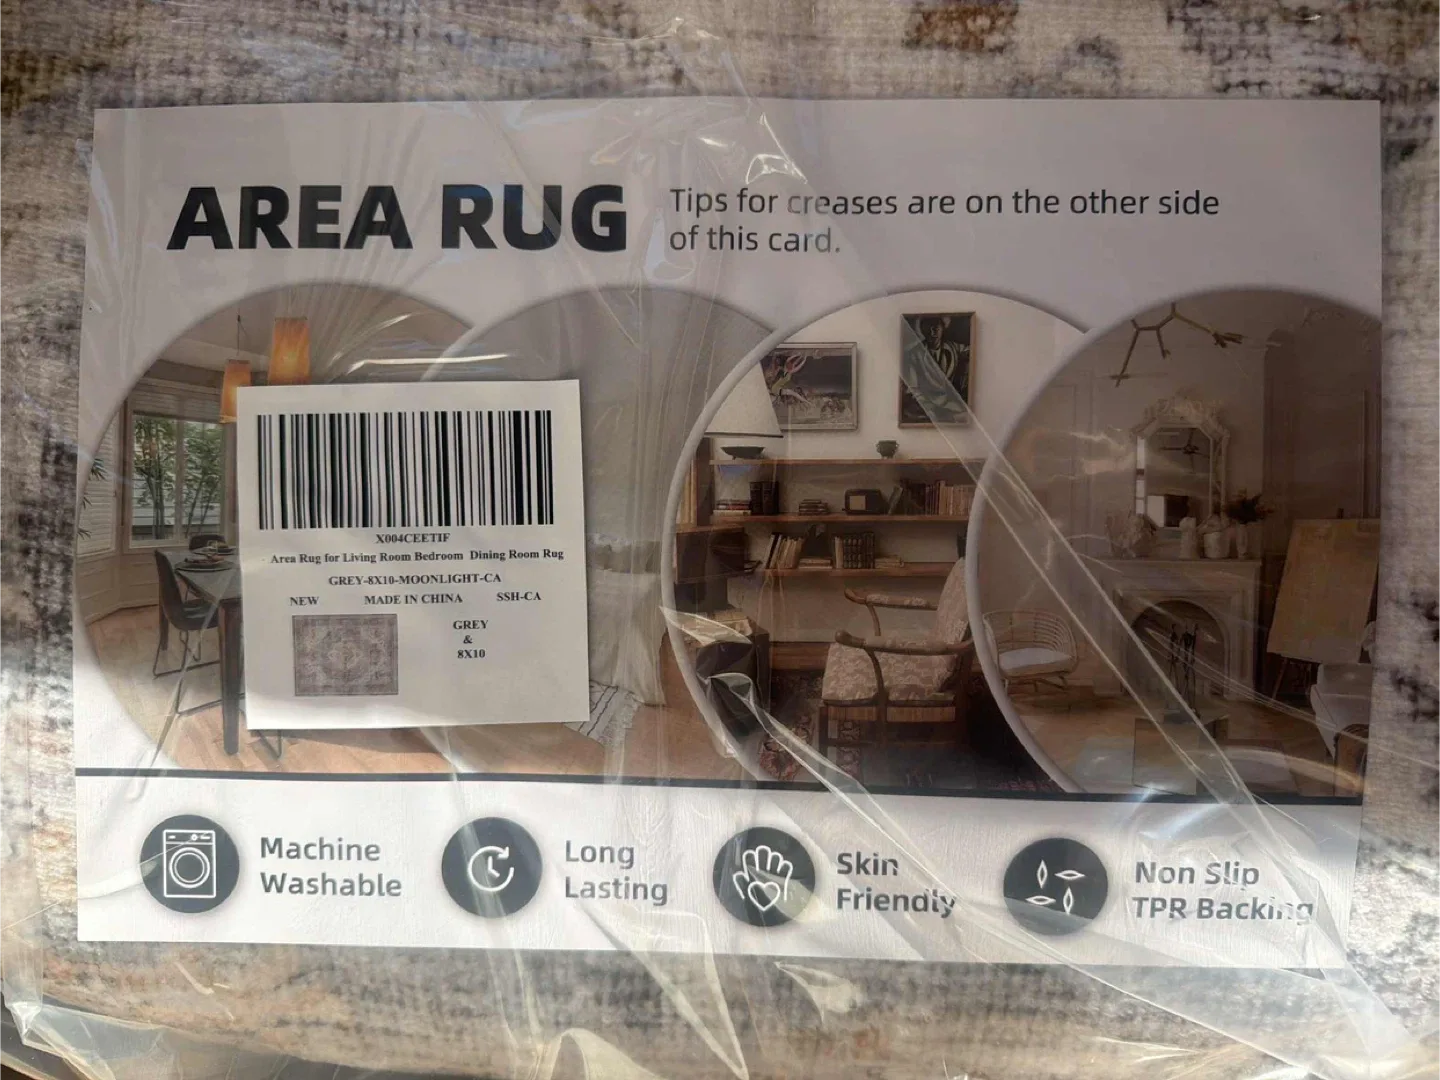 AREA RUG
Tips for creases are on the other side
of this card.
X004CEETIF
Area Rug for Living Room Bedroom Dining Room Rug
GREY-8X10-MOONLIGHT-CA
NEW MADE IN CHINA SSH-CA
GREY
&
8X10
Machine
Washable
Long
Lasting
Skin
Friendly
Non Slip
TPR Backing